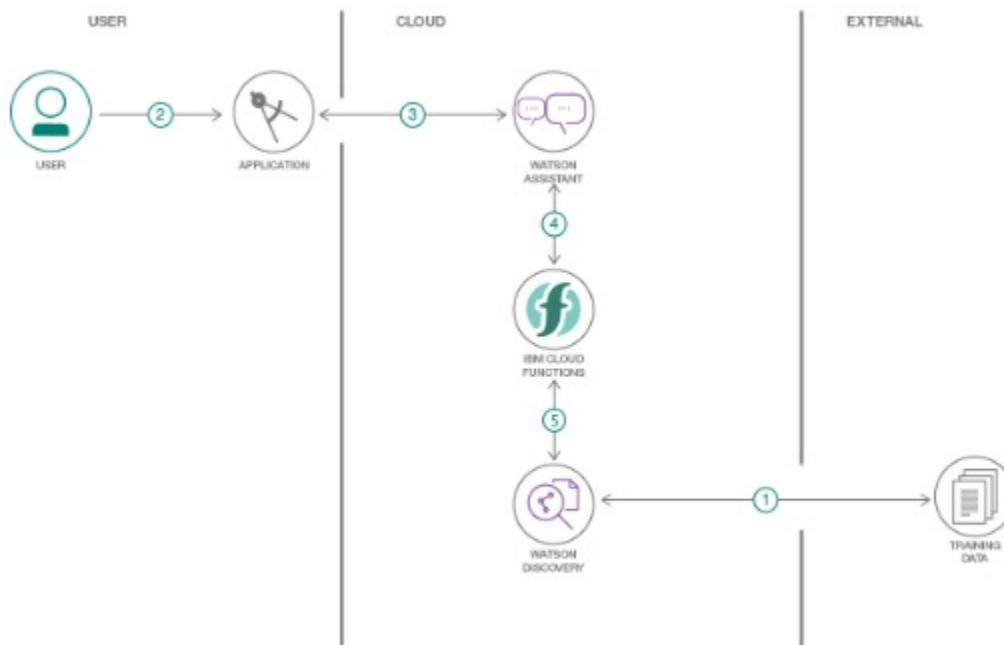 USER
CLOUD
EXTERNAL
2
3
USER
APPLICATION
WATSON
ASSISTANT
4
IBM CLOUD
FUNCTIONS
5
1
WATSON
DISCOVERY
TRAINING
DATA